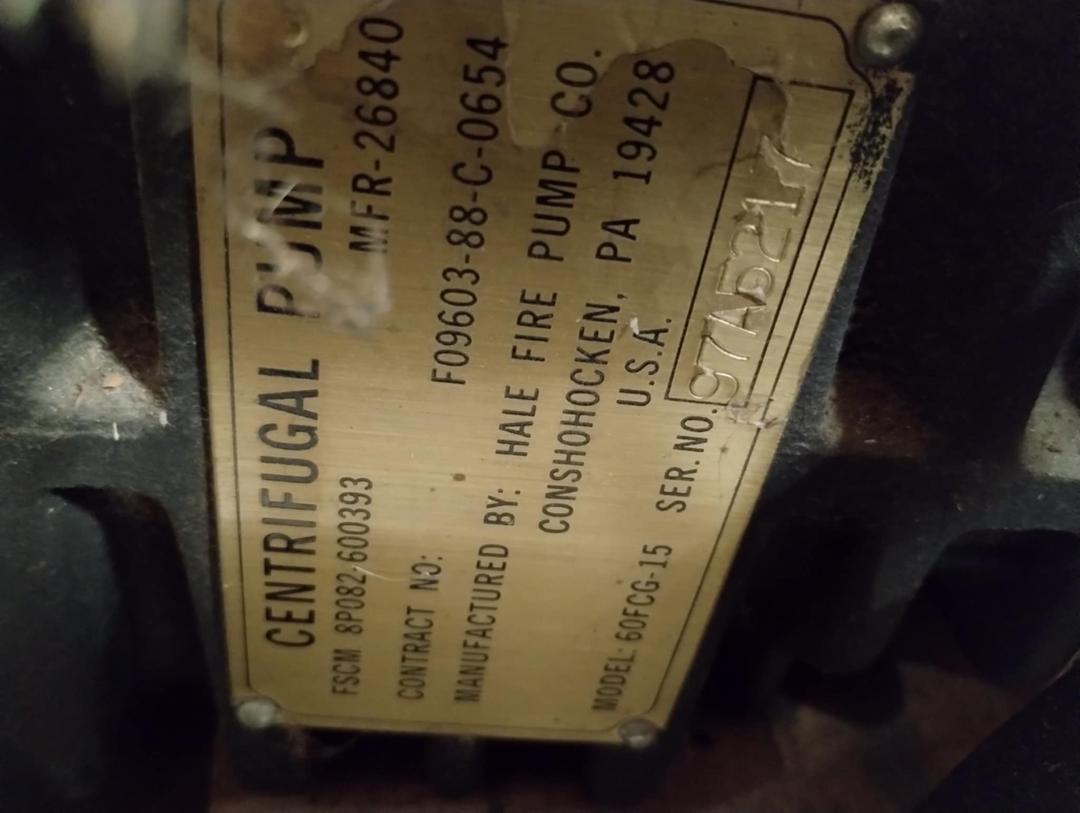 CENTRIFUGAL PUMP
FSCM 8P082-600393 MFR-26840
CONTRACT NO: F09603-88-C-0654
MANUFACTURED BY: HALE FIRE PUMP CO.
CONSHOHOCKEN, PA 19428
U.S.A.
MODEL: 60FCG-15 SER. NO. 97A5217